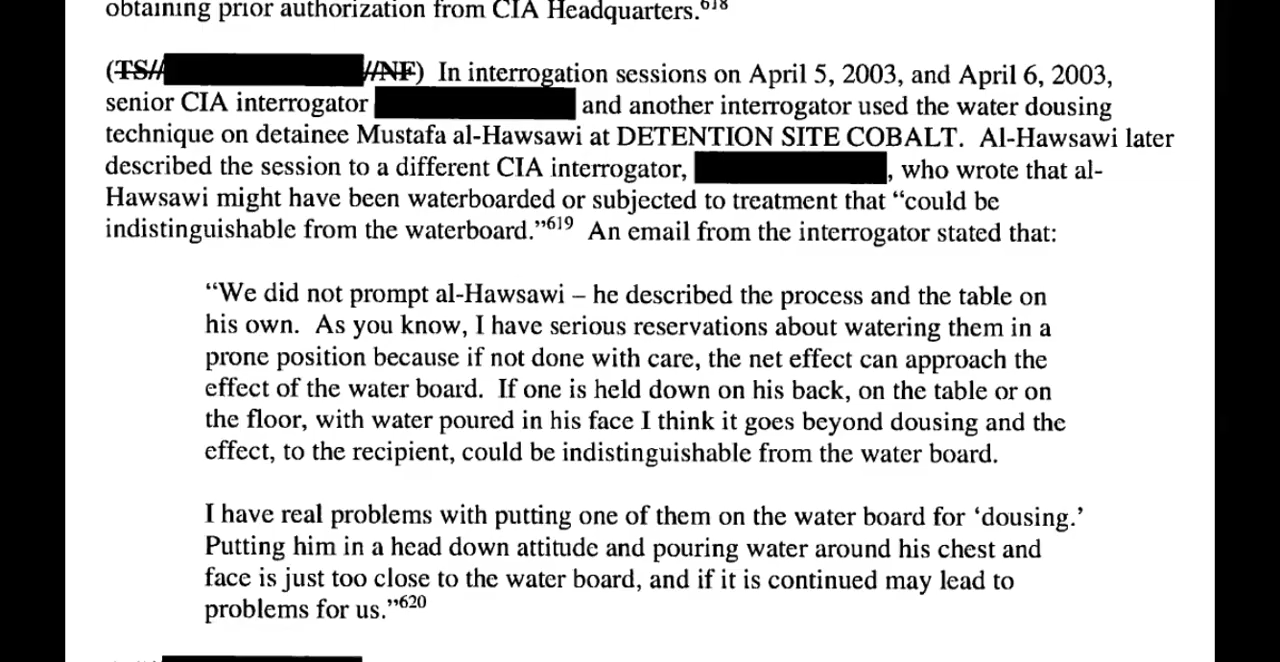 obtaining prior authorization from CIA Headquarters.618
(TS// //NF) In interrogation sessions on April 5, 2003, and April 6, 2003,
senior CIA interrogator and another interrogator used the water dousing
technique on detainee Mustafa al-Hawsawi at DETENTION SITE COBALT. Al-Hawsawi later
described the session to a different CIA interrogator, , who wrote that al-
Hawsawi might have been waterboarded or subjected to treatment that “could be
indistinguishable from the waterboard.”619 An email from the interrogator stated that:
“We did not prompt al-Hawsawi – he described the process and the table on
his own. As you know, I have serious reservations about watering them in a
prone position because if not done with care, the net effect can approach the
effect of the water board. If one is held down on his back, on the table or on
the floor, with water poured in his face I think it goes beyond dousing and the
effect, to the recipient, could be indistinguishable from the water board.
I have real problems with putting one of them on the water board for ‘dousing.’
Putting him in a head down attitude and pouring water around his chest and
face is just too close to the water board, and if it is continued may lead to
problems for us.”620